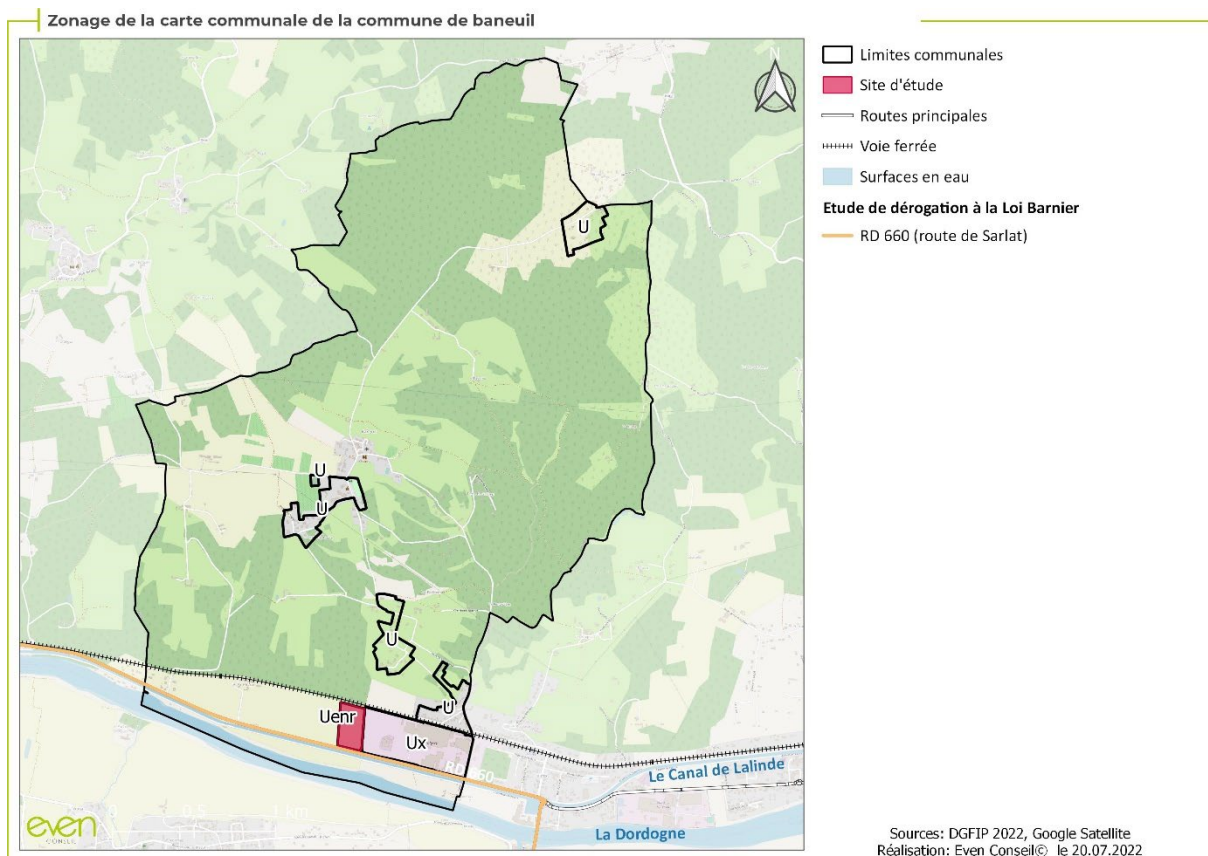 Zonage de la carte communale de la commune de baneuil
N
Limites communales
Site d'étude
Routes principales
Voie ferrée
Surfaces en eau
Etude de dérogation à la Loi Barnier
RD 660 (route de Sarlat)
U
U
U
U
U
Uenr
Ux
RD 660
Le Canal de Lalinde
La Dordogne
0 0,5 1 km
even
CONSEIL
Sources: DGFIP 2022, Google Satellite
Réalisation: Even Conseil© le 20.07.2022